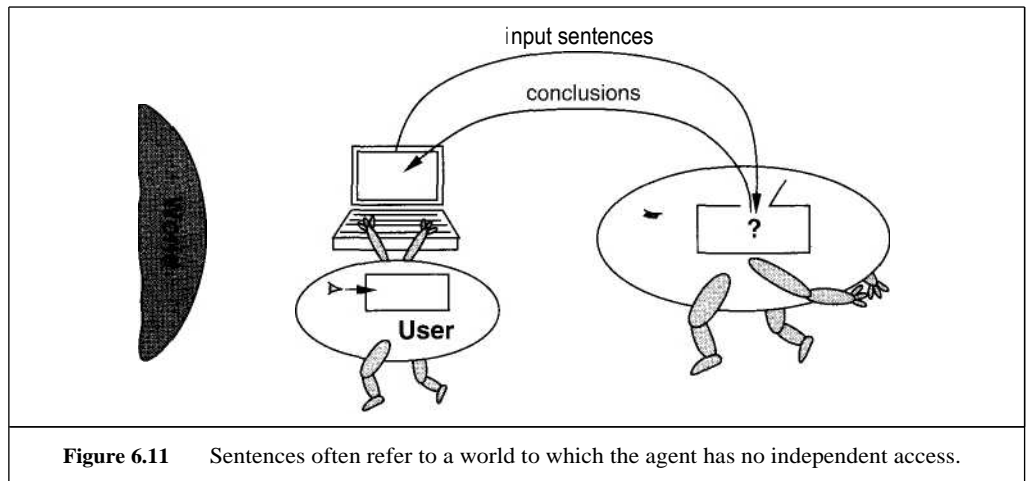 input sentences
conclusions
?
User
Figure 6.11 Sentences often refer to a world to which the agent has no independent access.